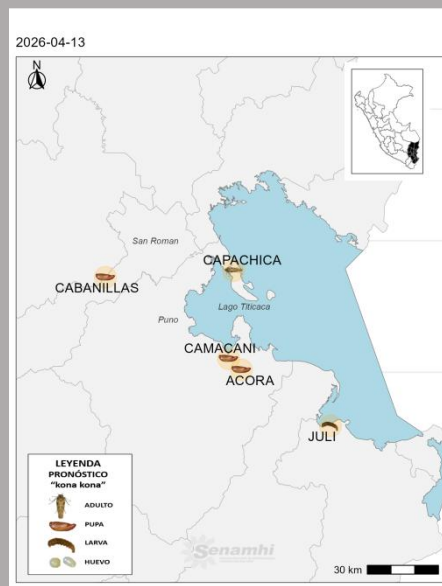 2026-04-13
N
San Roman
CAPACHICA
CABANILLAS
Lago Titicaca
Puno
CAMACANI
ACORA
JULI
LEYENDA
PRONÓSTICO
"kona kona"
ADULTO
PUPA
LARVA
HUEVO
Senamhi
30 km